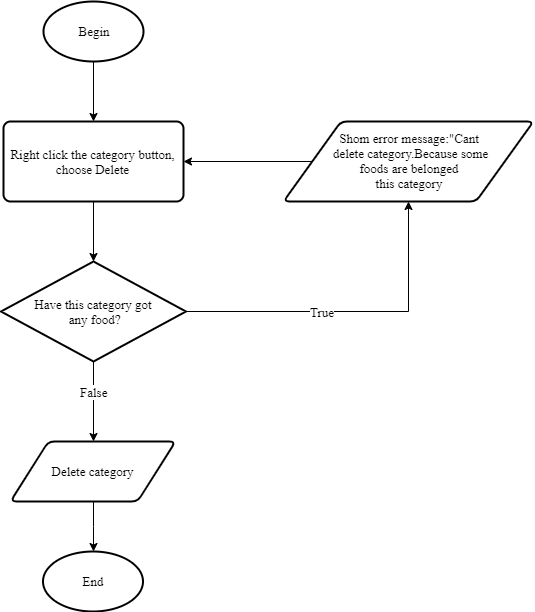 Begin
Right click the category button,
choose Delete
Shom error message:"Cant
delete category.Because some
foods are belonged
this category
Have this category got
any food?
True
False
Delete category
End